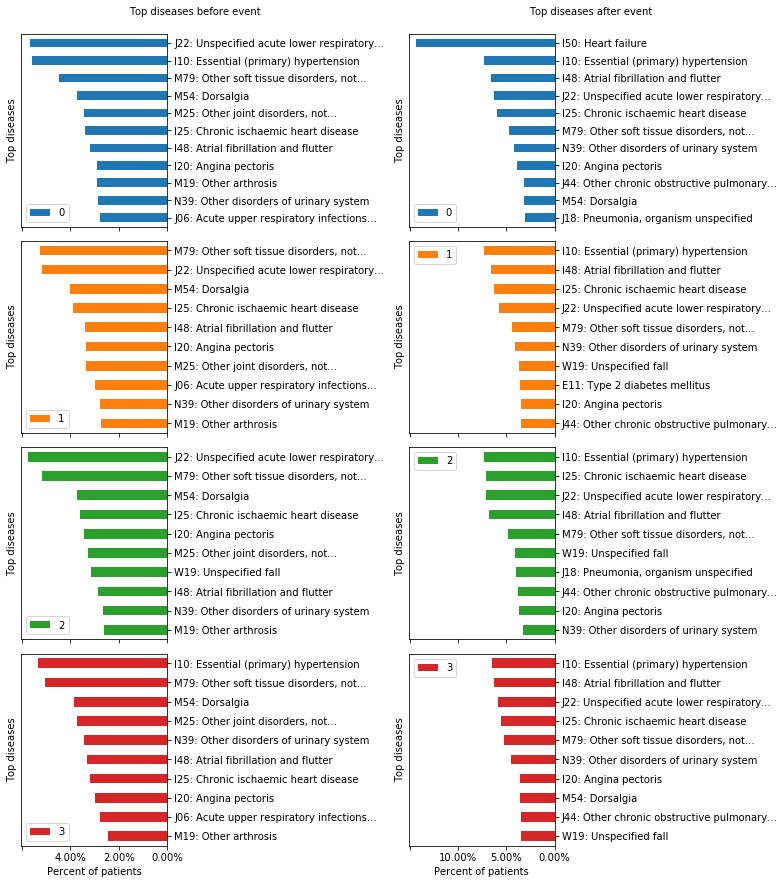 Top diseases before event
Top diseases
J22: Unspecified acute lower respiratory...
I10: Essential (primary) hypertension
M79: Other soft tissue disorders, not...
M54: Dorsalgia
M25: Other joint disorders, not...
I25: Chronic ischaemic heart disease
I48: Atrial fibrillation and flutter
I20: Angina pectoris
M19: Other arthrosis
N39: Other disorders of urinary system
J06: Acute upper respiratory infections...
0
Top diseases
M79: Other soft tissue disorders, not...
J22: Unspecified acute lower respiratory...
M54: Dorsalgia
I25: Chronic ischaemic heart disease
I48: Atrial fibrillation and flutter
I20: Angina pectoris
M25: Other joint disorders, not...
J06: Acute upper respiratory infections...
N39: Other disorders of urinary system
M19: Other arthrosis
1
Top diseases
J22: Unspecified acute lower respiratory...
M79: Other soft tissue disorders, not...
M54: Dorsalgia
I25: Chronic ischaemic heart disease
I20: Angina pectoris
M25: Other joint disorders, not...
W19: Unspecified fall
I48: Atrial fibrillation and flutter
N39: Other disorders of urinary system
M19: Other arthrosis
2
Top diseases
I10: Essential (primary) hypertension
M79: Other soft tissue disorders, not...
M54: Dorsalgia
M25: Other joint disorders, not...
N39: Other disorders of urinary system
I48: Atrial fibrillation and flutter
I25: Chronic ischaemic heart disease
I20: Angina pectoris
J06: Acute upper respiratory infections...
M19: Other arthrosis
3
4.00% 2.00% 0.00%
Percent of patients
Top diseases after event
Top diseases
I50: Heart failure
I10: Essential (primary) hypertension
I48: Atrial fibrillation and flutter
J22: Unspecified acute lower respiratory...
I25: Chronic ischaemic heart disease
M79: Other soft tissue disorders, not...
N39: Other disorders of urinary system
I20: Angina pectoris
J44: Other chronic obstructive pulmonary...
M54: Dorsalgia
J18: Pneumonia, organism unspecified
0
Top diseases
1
I10: Essential (primary) hypertension
I48: Atrial fibrillation and flutter
I25: Chronic ischaemic heart disease
J22: Unspecified acute lower respiratory...
M79: Other soft tissue disorders, not...
N39: Other disorders of urinary system
W19: Unspecified fall
E11: Type 2 diabetes mellitus
I20: Angina pectoris
J44: Other chronic obstructive pulmonary...
Top diseases
2
I10: Essential (primary) hypertension
I25: Chronic ischaemic heart disease
J22: Unspecified acute lower respiratory...
I48: Atrial fibrillation and flutter
M79: Other soft tissue disorders, not...
W19: Unspecified fall
J18: Pneumonia, organism unspecified
J44: Other chronic obstructive pulmonary...
I20: Angina pectoris
N39: Other disorders of urinary system
Top diseases
3
I10: Essential (primary) hypertension
I48: Atrial fibrillation and flutter
J22: Unspecified acute lower respiratory...
I25: Chronic ischaemic heart disease
M79: Other soft tissue disorders, not...
N39: Other disorders of urinary system
I20: Angina pectoris
M54: Dorsalgia
J44: Other chronic obstructive pulmonary...
W19: Unspecified fall
10.00% 5.00% 0.00%
Percent of patients